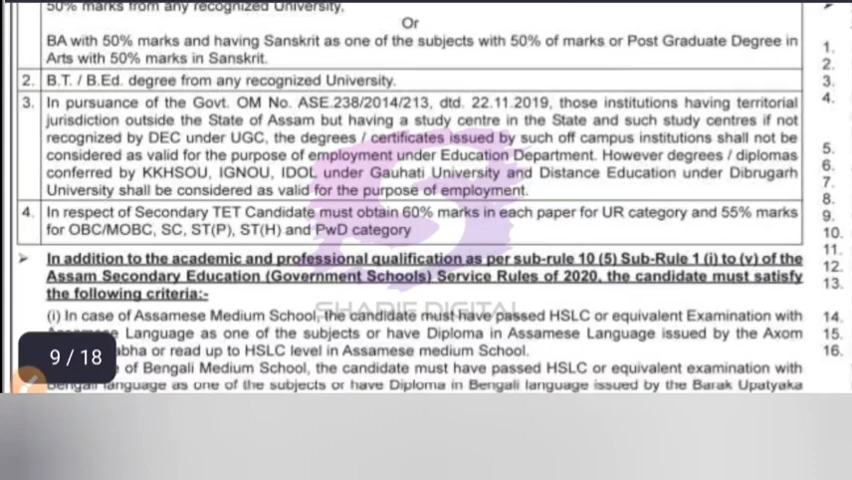 50% marks from any recognized University.
Or
BA with 50% marks and having Sanskrit as one of the subjects with 50% of marks or Post Graduate Degree in
Arts with 50% marks in Sanskrit.
2. B.T. / B.Ed. degree from any recognized University.
3. In pursuance of the Govt. OM No. ASE.238/2014/213, dtd. 22.11.2019, those institutions having territorial
jurisdiction outside the State of Assam but having a study centre in the State and such study centres if not
recognized by DEC under UGC, the degrees / certificates issued by such off campus institutions shall not be
considered as valid for the purpose of employment under Education Department. However degrees / diplomas
conferred by KKHSOU, IGNOU, IDOL under Gauhati University and Distance Education under Dibrugarh
University shall be considered as valid for the purpose of employment.
4. In respect of Secondary TET Candidate must obtain 60% marks in each paper for UR category and 55% marks
for OBC/MOBC, SC, ST(P), ST(H) and PwD category
➤ In addition to the academic and professional qualification as per sub-rule 10 (5) Sub-Rule 1 (i) to (v) of the
Assam Secondary Education (Government Schools) Service Rules of 2020, the candidate must satisfy
the following criteria:-
SHARIF DIGITAL
(i) In case of Assamese Medium School, the candidate must have passed HSLC or equivalent Examination with
Assamese Language as one of the subjects or have Diploma in Assamese Language issued by the Axom
abha or read up to HSLC level in Assamese medium School.
of Bengali Medium School, the candidate must have passed HSLC or equivalent examination with
Bengali language as one of the subjects or have Diploma in Bengali language issued by the Barak Upatyaka
9 / 18
1.
2.
3.
4.
5.
6.
7.
8.
9.
10.
11.
12.
13.
14.
15.
16.